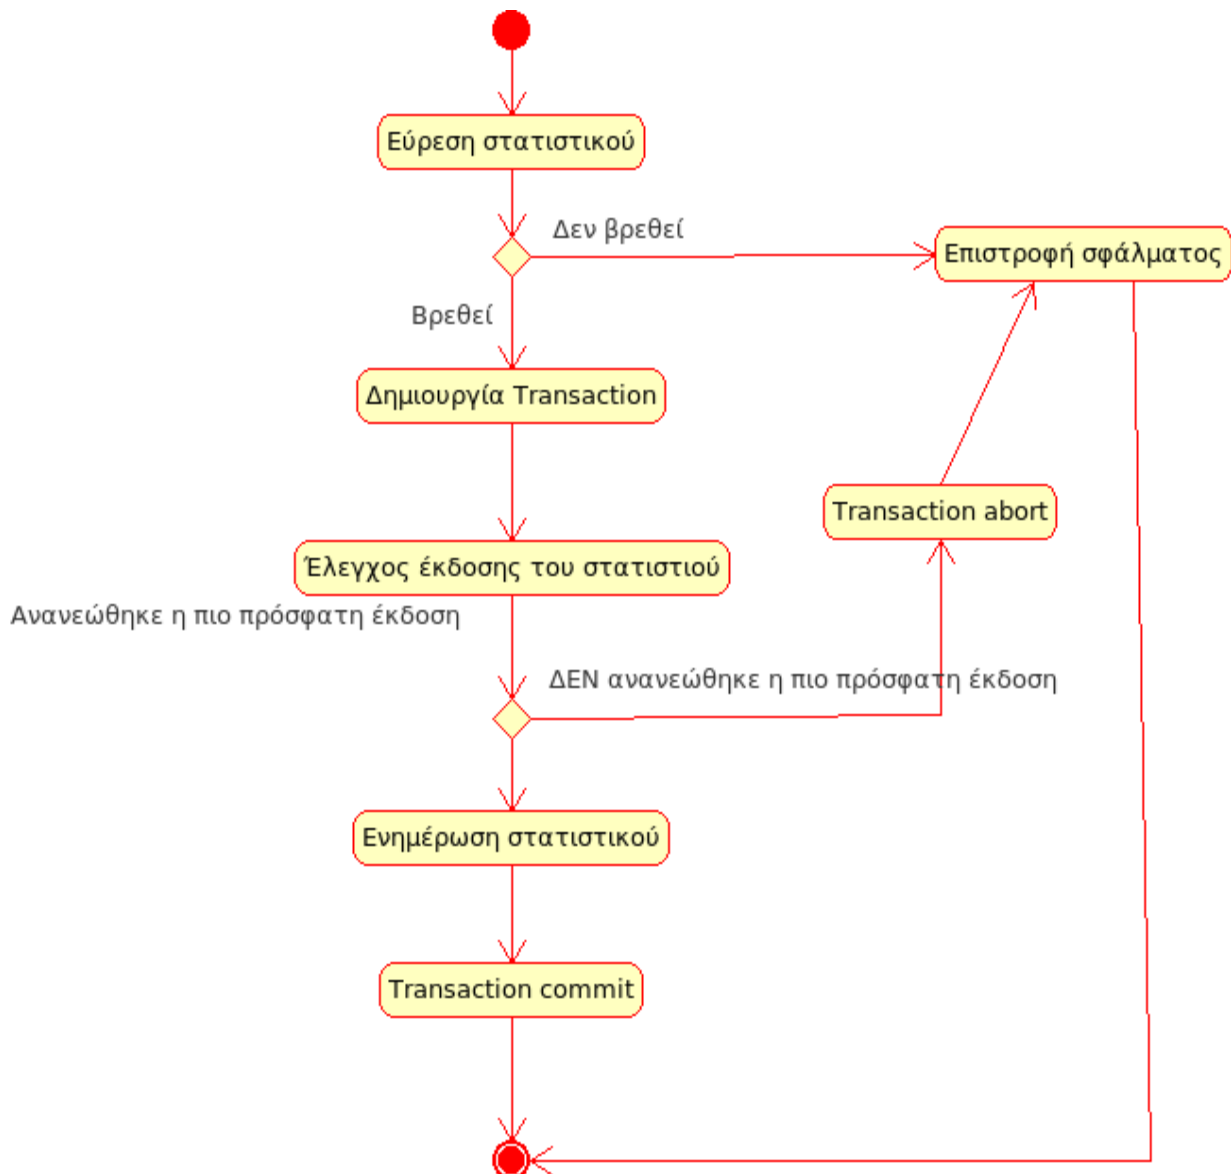 Εύρεση στατιστικού
Δεν βρεθεί
Επιστροφή σφάλματος
Βρεθεί
Δημιουργία Transaction
Transaction abort
Έλεγχος έκδοσης του στατιστιού
Ανανεώθηκε η πιο πρόσφατη έκδοση
ΔΕΝ ανανεώθηκε η πιο πρόσφατη έκδοση
Ενημέρωση στατιστικού
Transaction commit